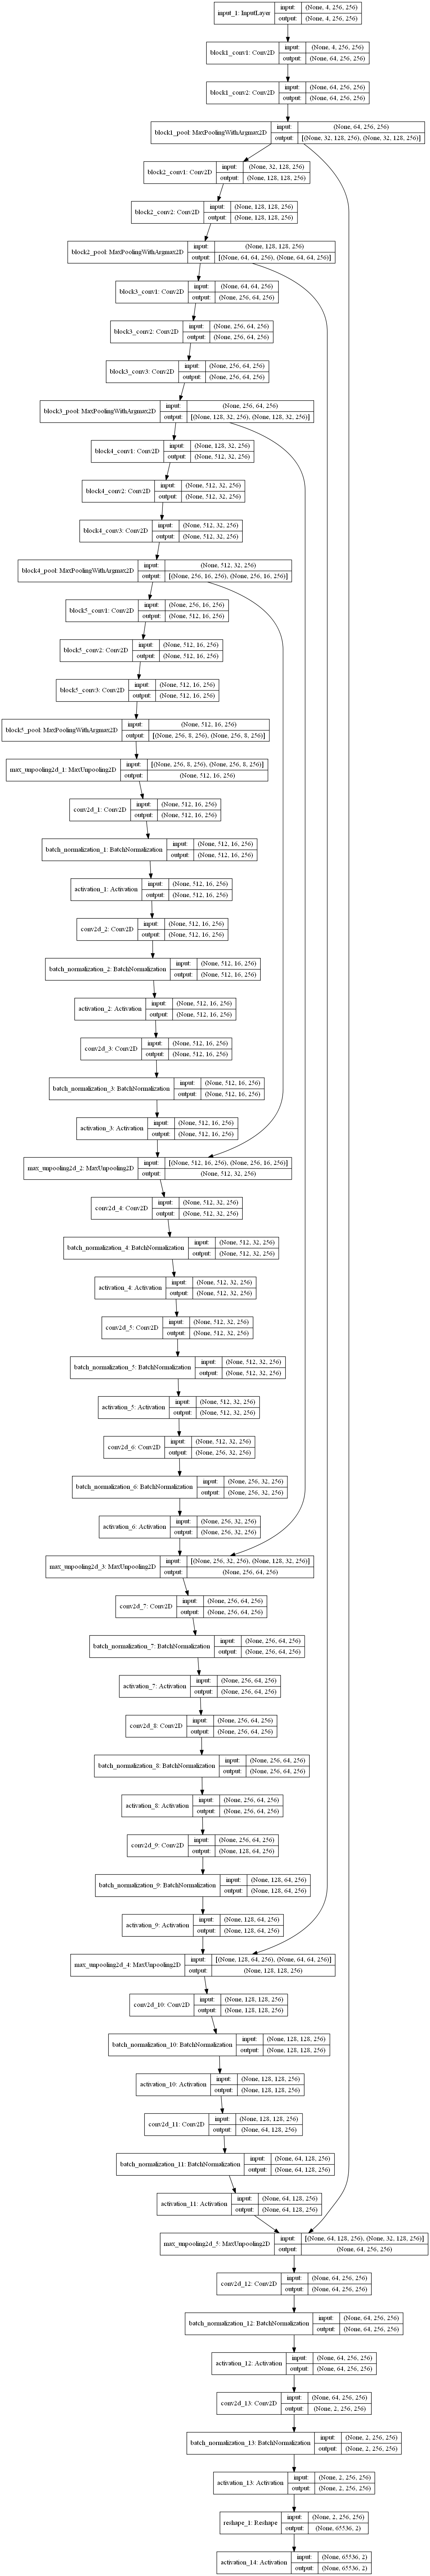 input_1: InputLayer
input: (None, 4, 256, 256)
output: (None, 4, 256, 256)
block1_conv1: Conv2D
input: (None, 4, 256, 256)
output: (None, 64, 256, 256)
block1_conv2: Conv2D
input: (None, 64, 256, 256)
output: (None, 64, 256, 256)
block1_pool: MaxPoolingWithArgmax2D
input: (None, 64, 256, 256)
output: [(None, 32, 128, 256), (None, 32, 128, 256)]
block2_conv1: Conv2D
input: (None, 32, 128, 256)
output: (None, 128, 128, 256)
block2_conv2: Conv2D
input: (None, 128, 128, 256)
output: (None, 128, 128, 256)
block2_pool: MaxPoolingWithArgmax2D
input: (None, 128, 128, 256)
output: [(None, 64, 64, 256), (None, 64, 64, 256)]
block3_conv1: Conv2D
input: (None, 64, 64, 256)
output: (None, 256, 64, 256)
block3_conv2: Conv2D
input: (None, 256, 64, 256)
output: (None, 256, 64, 256)
block3_conv3: Conv2D
input: (None, 256, 64, 256)
output: (None, 256, 64, 256)
block3_pool: MaxPoolingWithArgmax2D
input: (None, 256, 64, 256)
output: [(None, 128, 32, 256), (None, 128, 32, 256)]
block4_conv1: Conv2D
input: (None, 128, 32, 256)
output: (None, 512, 32, 256)
block4_conv2: Conv2D
input: (None, 512, 32, 256)
output: (None, 512, 32, 256)
block4_conv3: Conv2D
input: (None, 512, 32, 256)
output: (None, 512, 32, 256)
block4_pool: MaxPoolingWithArgmax2D
input: (None, 512, 32, 256)
output: [(None, 256, 16, 256), (None, 256, 16, 256)]
block5_conv1: Conv2D
input: (None, 256, 16, 256)
output: (None, 512, 16, 256)
block5_conv2: Conv2D
input: (None, 512, 16, 256)
output: (None, 512, 16, 256)
block5_conv3: Conv2D
input: (None, 512, 16, 256)
output: (None, 512, 16, 256)
block5_pool: MaxPoolingWithArgmax2D
input: (None, 512, 16, 256)
output: [(None, 256, 8, 256), (None, 256, 8, 256)]
max_unpooling2d_1: MaxUnpooling2D
input: [(None, 256, 8, 256), (None, 256, 8, 256)]
output: (None, 512, 16, 256)
conv2d_1: Conv2D
input: (None, 512, 16, 256)
output: (None, 512, 16, 256)
batch_normalization_1: BatchNormalization
input: (None, 512, 16, 256)
output: (None, 512, 16, 256)
activation_1: Activation
input: (None, 512, 16, 256)
output: (None, 512, 16, 256)
conv2d_2: Conv2D
input: (None, 512, 16, 256)
output: (None, 512, 16, 256)
batch_normalization_2: BatchNormalization
input: (None, 512, 16, 256)
output: (None, 512, 16, 256)
activation_2: Activation
input: (None, 512, 16, 256)
output: (None, 512, 16, 256)
conv2d_3: Conv2D
input: (None, 512, 16, 256)
output: (None, 512, 16, 256)
batch_normalization_3: BatchNormalization
input: (None, 512, 16, 256)
output: (None, 512, 16, 256)
activation_3: Activation
input: (None, 512, 16, 256)
output: (None, 512, 16, 256)
max_unpooling2d_2: MaxUnpooling2D
input: [(None, 512, 16, 256), (None, 256, 16, 256)]
output: (None, 512, 32, 256)
conv2d_4: Conv2D
input: (None, 512, 32, 256)
output: (None, 512, 32, 256)
batch_normalization_4: BatchNormalization
input: (None, 512, 32, 256)
output: (None, 512, 32, 256)
activation_4: Activation
input: (None, 512, 32, 256)
output: (None, 512, 32, 256)
conv2d_5: Conv2D
input: (None, 512, 32, 256)
output: (None, 512, 32, 256)
batch_normalization_5: BatchNormalization
input: (None, 512, 32, 256)
output: (None, 512, 32, 256)
activation_5: Activation
input: (None, 512, 32, 256)
output: (None, 512, 32, 256)
conv2d_6: Conv2D
input: (None, 512, 32, 256)
output: (None, 256, 32, 256)
batch_normalization_6: BatchNormalization
input: (None, 256, 32, 256)
output: (None, 256, 32, 256)
activation_6: Activation
input: (None, 256, 32, 256)
output: (None, 256, 32, 256)
max_unpooling2d_3: MaxUnpooling2D
input: [(None, 256, 32, 256), (None, 128, 32, 256)]
output: (None, 256, 64, 256)
conv2d_7: Conv2D
input: (None, 256, 64, 256)
output: (None, 256, 64, 256)
batch_normalization_7: BatchNormalization
input: (None, 256, 64, 256)
output: (None, 256, 64, 256)
activation_7: Activation
input: (None, 256, 64, 256)
output: (None, 256, 64, 256)
conv2d_8: Conv2D
input: (None, 256, 64, 256)
output: (None, 256, 64, 256)
batch_normalization_8: BatchNormalization
input: (None, 256, 64, 256)
output: (None, 256, 64, 256)
activation_8: Activation
input: (None, 256, 64, 256)
output: (None, 256, 64, 256)
conv2d_9: Conv2D
input: (None, 256, 64, 256)
output: (None, 128, 64, 256)
batch_normalization_9: BatchNormalization
input: (None, 128, 64, 256)
output: (None, 128, 64, 256)
activation_9: Activation
input: (None, 128, 64, 256)
output: (None, 128, 64, 256)
max_unpooling2d_4: MaxUnpooling2D
input: [(None, 128, 64, 256), (None, 64, 64, 256)]
output: (None, 128, 128, 256)
conv2d_10: Conv2D
input: (None, 128, 128, 256)
output: (None, 128, 128, 256)
batch_normalization_10: BatchNormalization
input: (None, 128, 128, 256)
output: (None, 128, 128, 256)
activation_10: Activation
input: (None, 128, 128, 256)
output: (None, 128, 128, 256)
conv2d_11: Conv2D
input: (None, 128, 128, 256)
output: (None, 64, 128, 256)
batch_normalization_11: BatchNormalization
input: (None, 64, 128, 256)
output: (None, 64, 128, 256)
activation_11: Activation
input: (None, 64, 128, 256)
output: (None, 64, 128, 256)
max_unpooling2d_5: MaxUnpooling2D
input: [(None, 64, 128, 256), (None, 32, 128, 256)]
output: (None, 64, 256, 256)
conv2d_12: Conv2D
input: (None, 64, 256, 256)
output: (None, 64, 256, 256)
batch_normalization_12: BatchNormalization
input: (None, 64, 256, 256)
output: (None, 64, 256, 256)
activation_12: Activation
input: (None, 64, 256, 256)
output: (None, 64, 256, 256)
conv2d_13: Conv2D
input: (None, 64, 256, 256)
output: (None, 2, 256, 256)
batch_normalization_13: BatchNormalization
input: (None, 2, 256, 256)
output: (None, 2, 256, 256)
activation_13: Activation
input: (None, 2, 256, 256)
output: (None, 2, 256, 256)
reshape_1: Reshape
input: (None, 2, 256, 256)
output: (None, 65536, 2)
activation_14: Activation
input: (None, 65536, 2)
output: (None, 65536, 2)